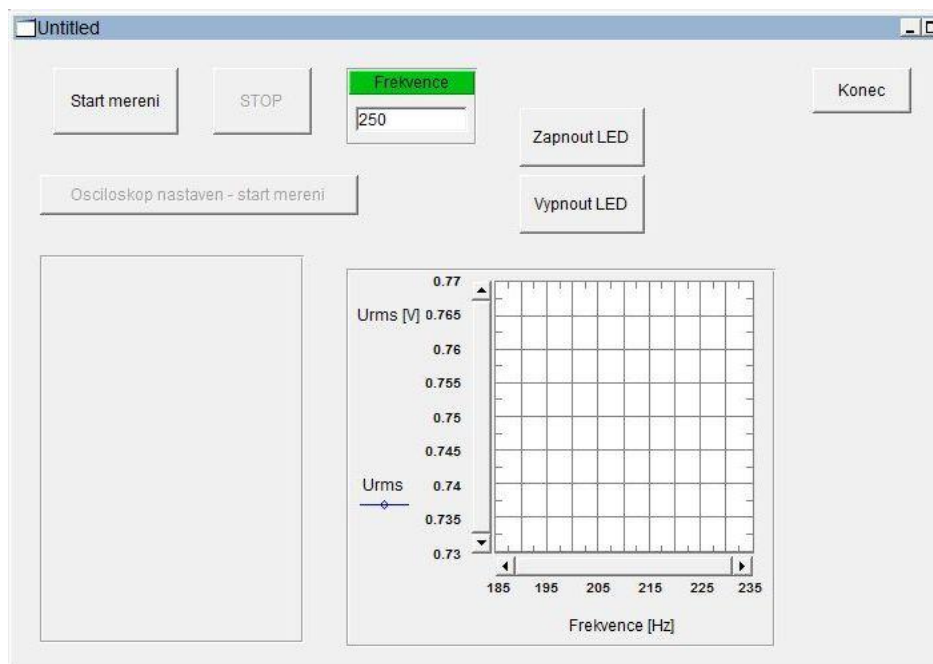 Untitled
Start mereni
STOP
Frekvence
250
Konec
Zapnout LED
Osciloskop nastaven - start mereni
Vypnout LED
0.77
Urms [V] 0.765
0.76
0.755
0.75
0.745
Urms 0.74
0.735
0.73
185 195 205 215 225 235
Frekvence [Hz]